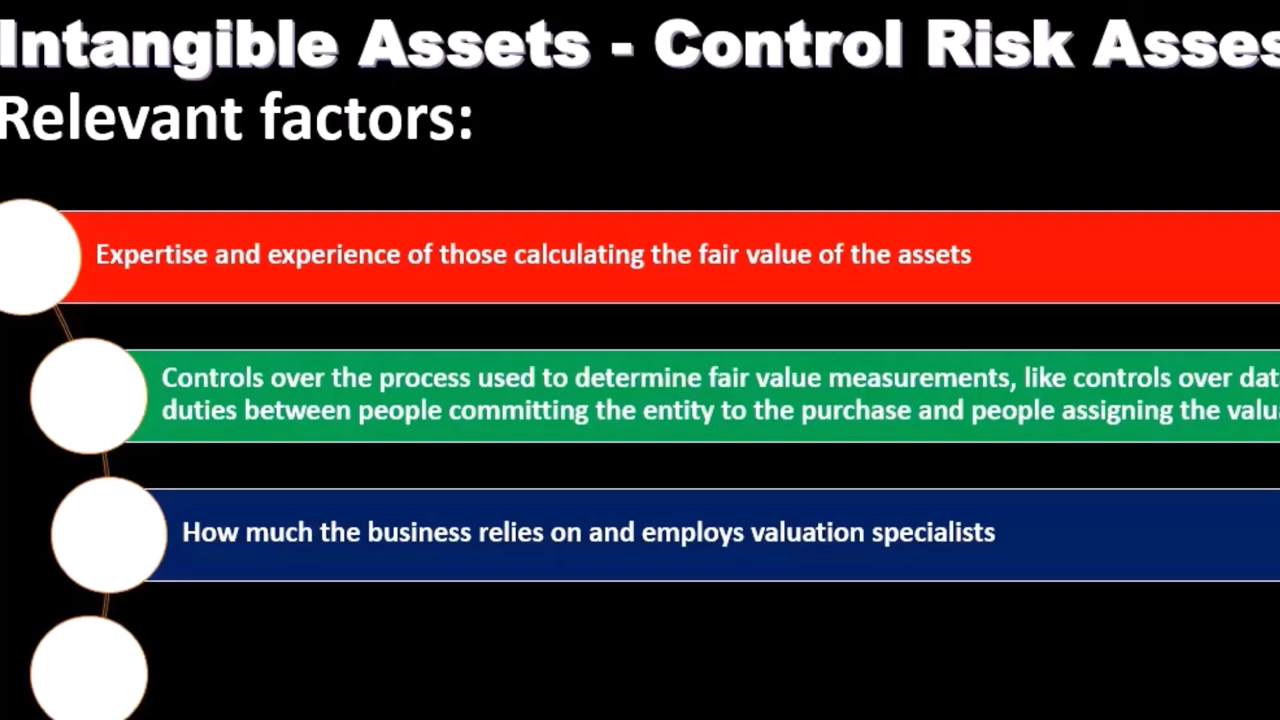 Intangible Assets - Control Risk Asses
Relevant factors:
Expertise and experience of those calculating the fair value of the assets
Controls over the process used to determine fair value measurements, like controls over dat
duties between people committing the entity to the purchase and people assigning the valu
How much the business relies on and employs valuation specialists